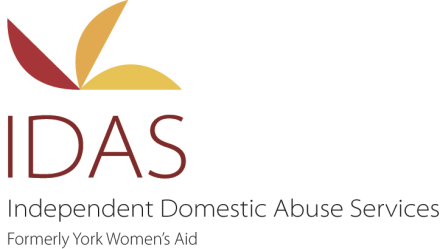 IDAS
Independent Domestic Abuse Services
Formerly York Women's Aid